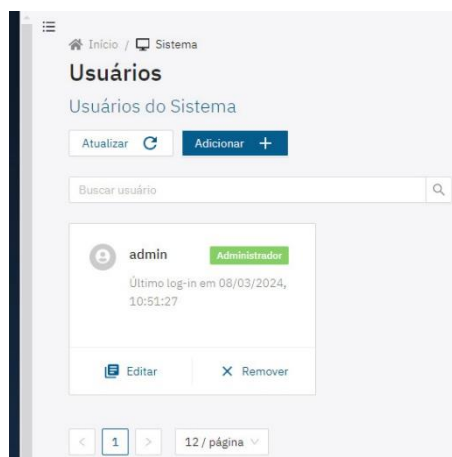 Início / Sistema
Usuários
Usuários do Sistema
Atualizar Adicionar +
Buscar usuário
admin Administrador
Último log-in em 08/03/2024,
10:51:27
Editar Remover
< 1 > 12 / página